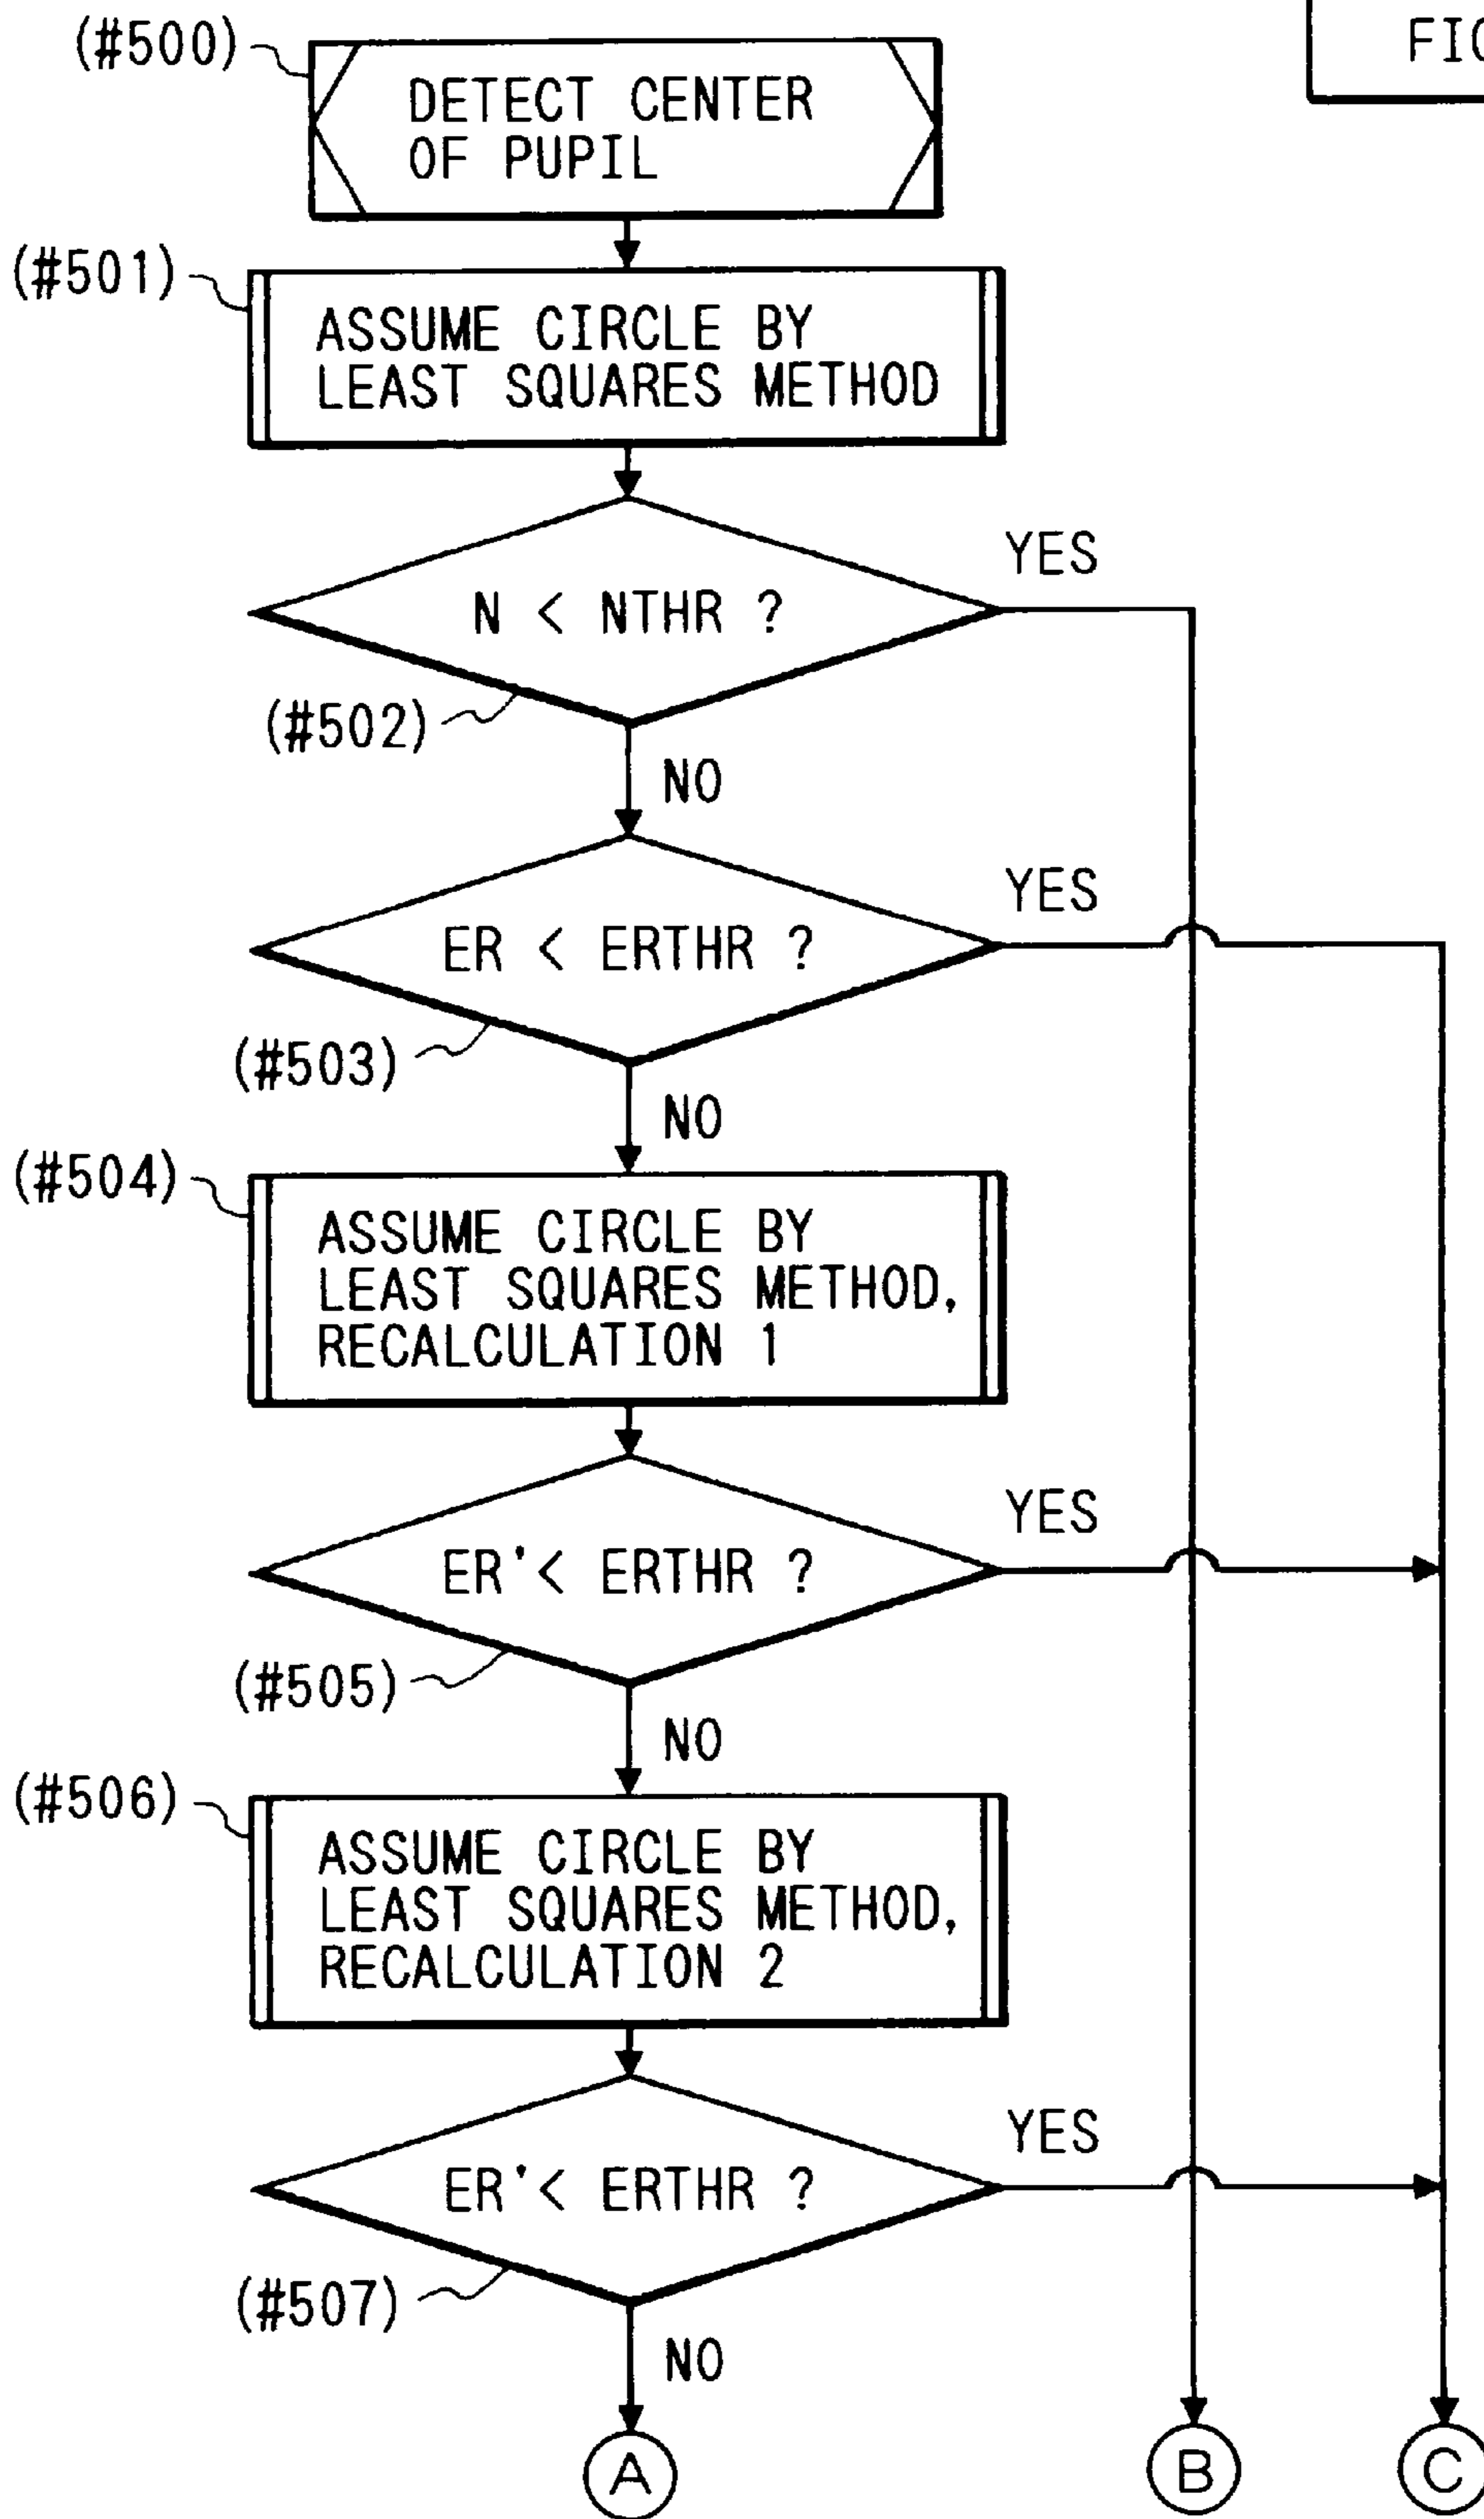 (#500)
FIG
DETECT CENTER
OF PUPIL
(#501)
ASSUME CIRCLE BY
LEAST SQUARES METHOD
YES
N < NTHR ?
(#502)
NO
YES
ER < ERTHR ?
(#503)
NO
(#504)
ASSUME CIRCLE BY
LEAST SQUARES METHOD,
RECALCULATION 1
YES
ER'< ERTHR ?
(#505)
NO
(#506)
ASSUME CIRCLE BY
LEAST SQUARES METHOD,
RECALCULATION 2
YES
ER'< ERTHR ?
(#507)
NO
A
B
C